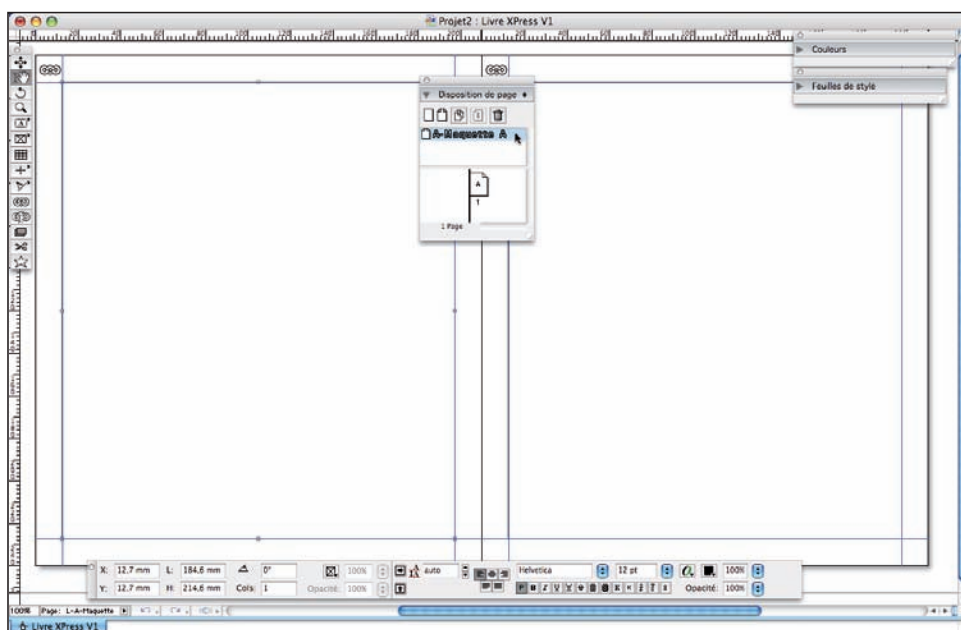 Projet2 : Livre XPress V1
Couleurs
Feuilles de style
Disposition de page
A-Maquette A
A
1
1 Page
X: 12,7 mm L: 184,6 mm 0° 100% auto Helvetica 12 pt 100%
Y: 12,7 mm H: 214,6 mm Cols: 1 Opacité: 100% Opacité: 100%
100% Page: L-A-Maquette
Livre XPress V1